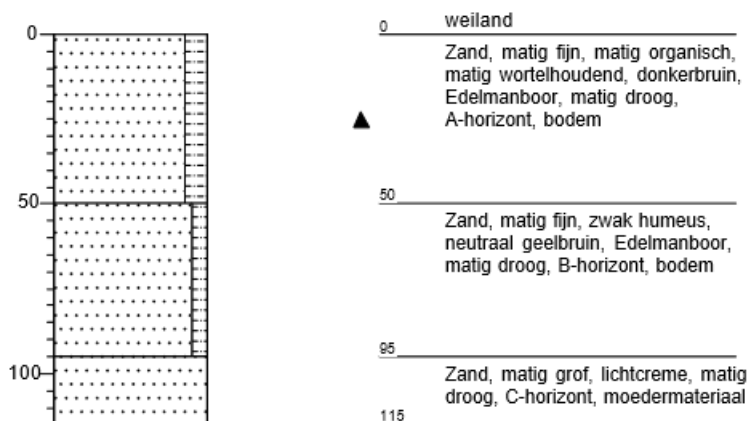 0
50
100
0 weiland
Zand, matig fijn, matig organisch,
matig wortelhoudend, donkerbruin,
Edelmanboor, matig droog,
A-horizont, bodem
50
Zand, matig fijn, zwak humeus,
neutraal geelbruin, Edelmanboor,
matig droog, B-horizont, bodem
95
Zand, matig grof, lichtcreme, matig
droog, C-horizont, moedermateriaal
115